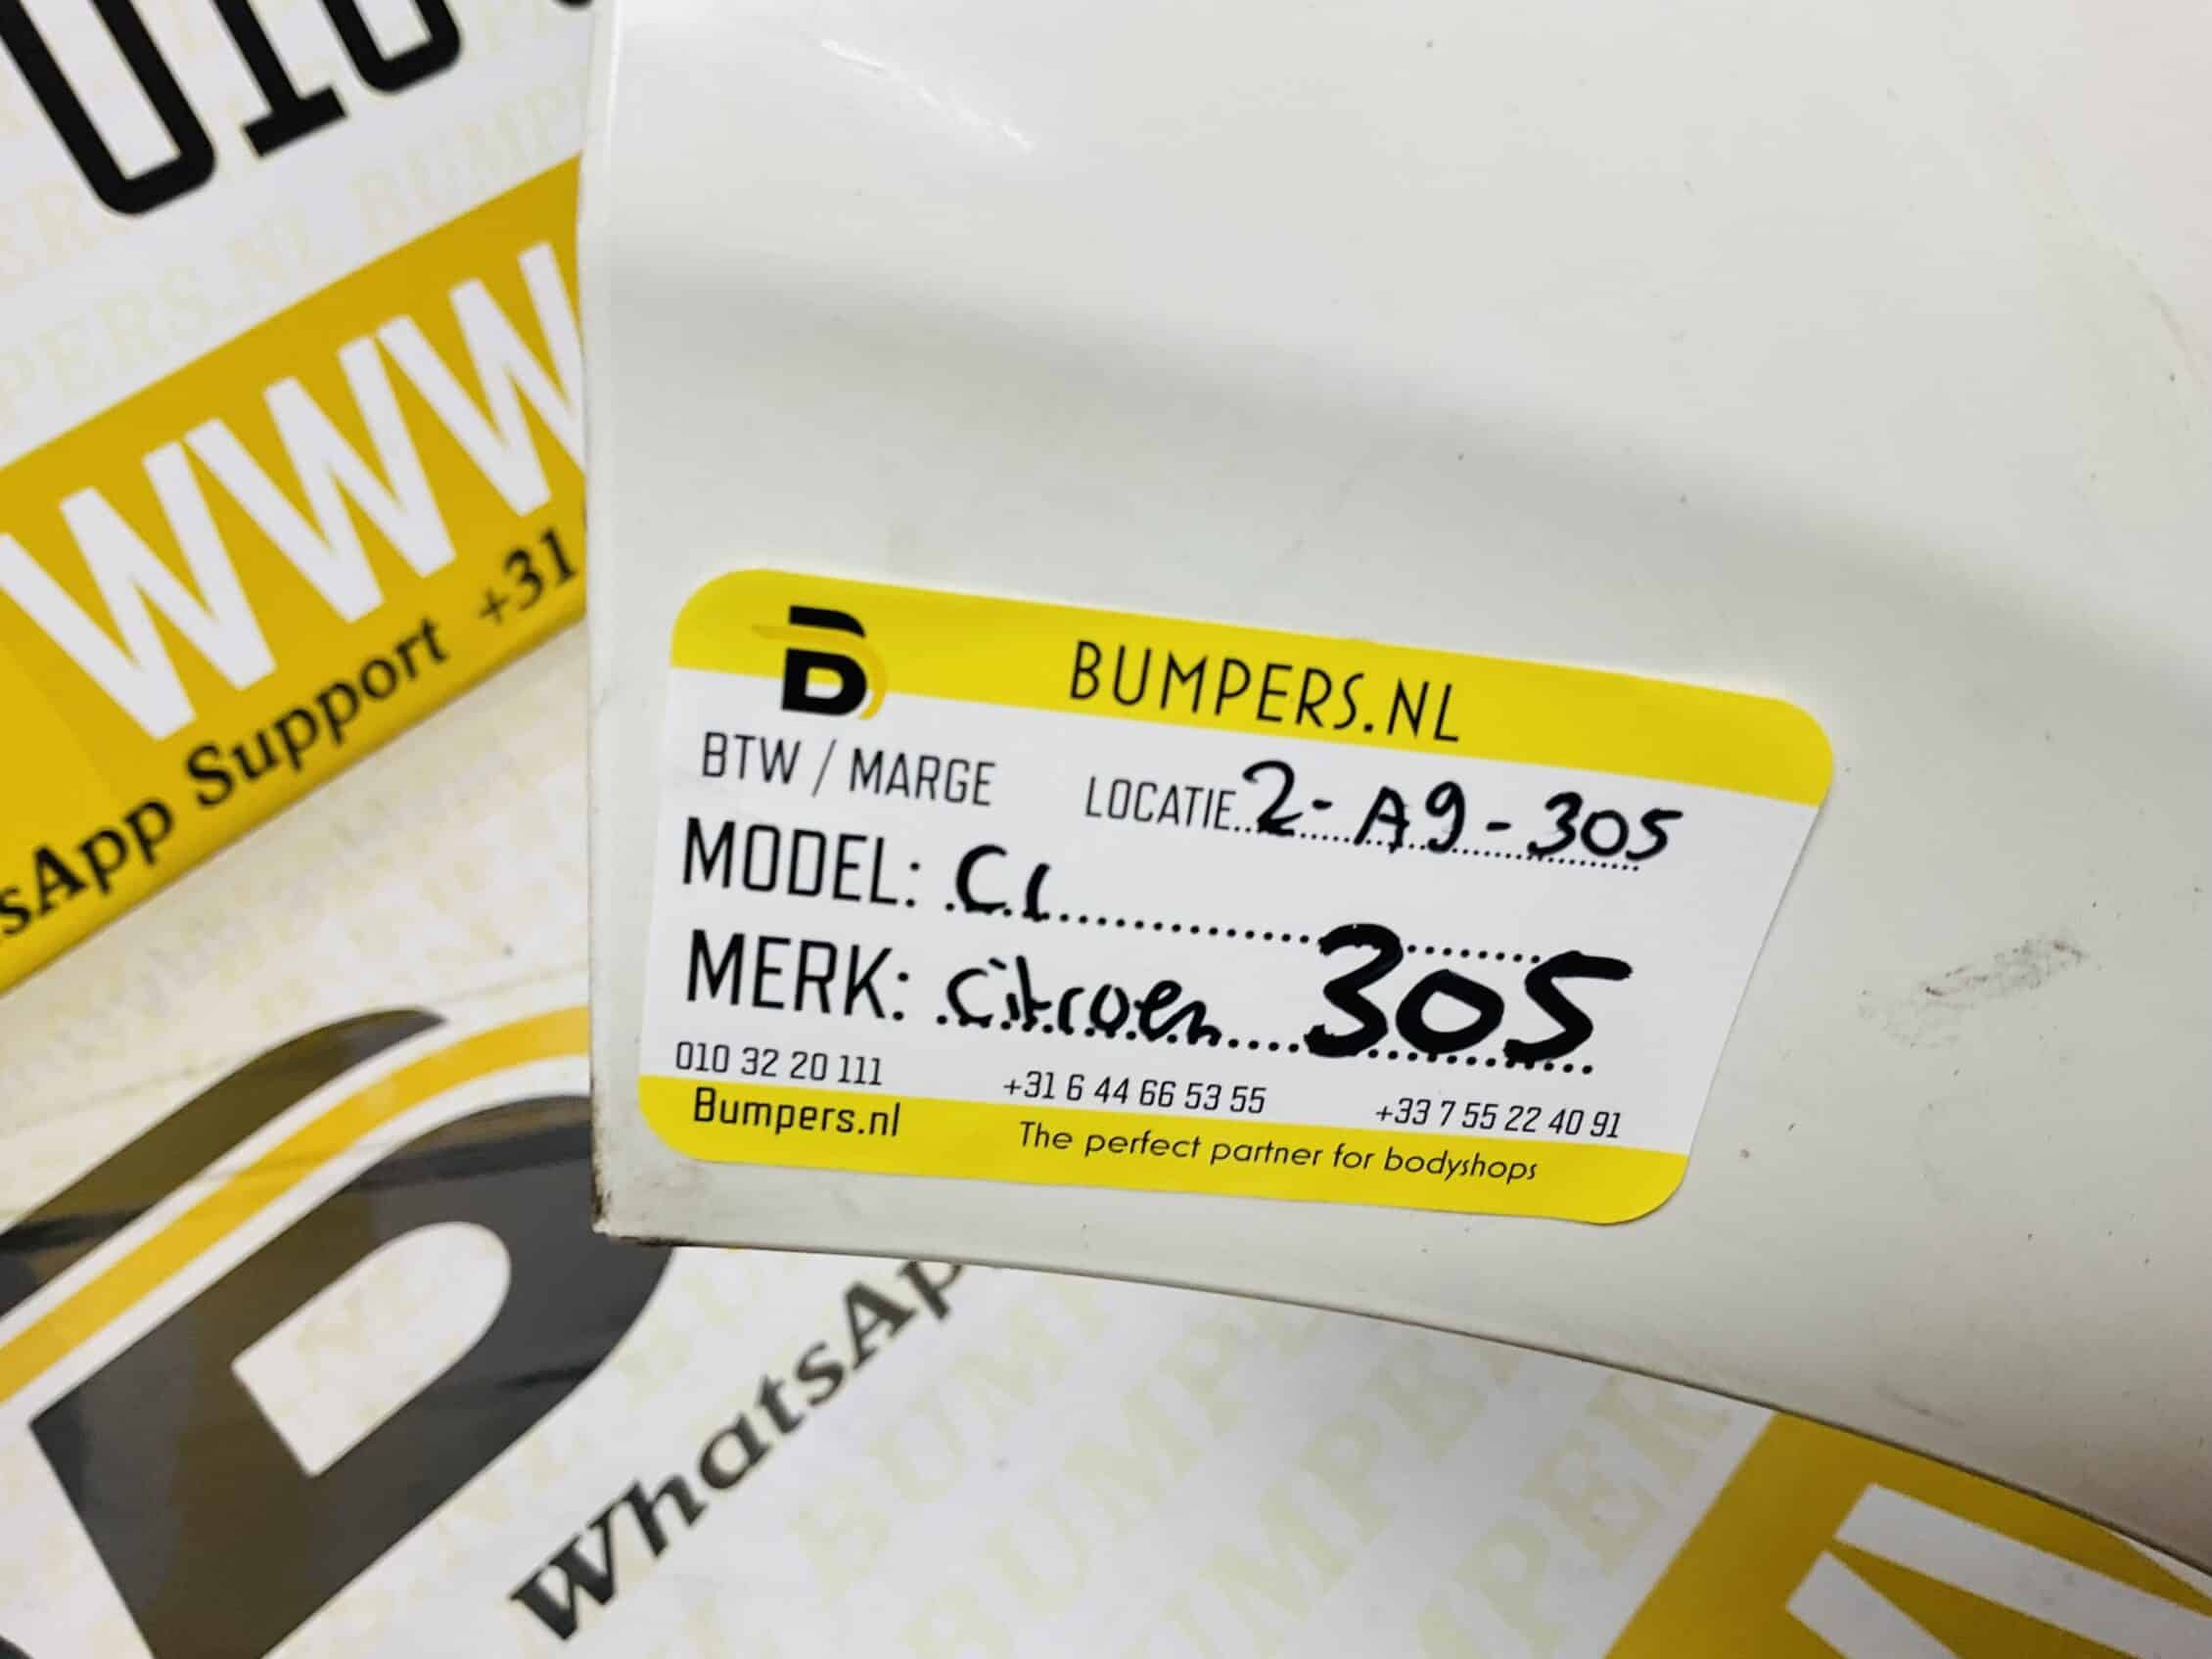 WWW
sApp Support +31
BUMPERS.NL
BTW / MARGE LOCATIE 2-A9-305
MODEL: C1
MERK: Citroen 305
010 32 20 111 +31 6 44 66 53 55 +33 7 55 22 40 91
Bumpers.nl The perfect partner for bodyshops
WhatsAp